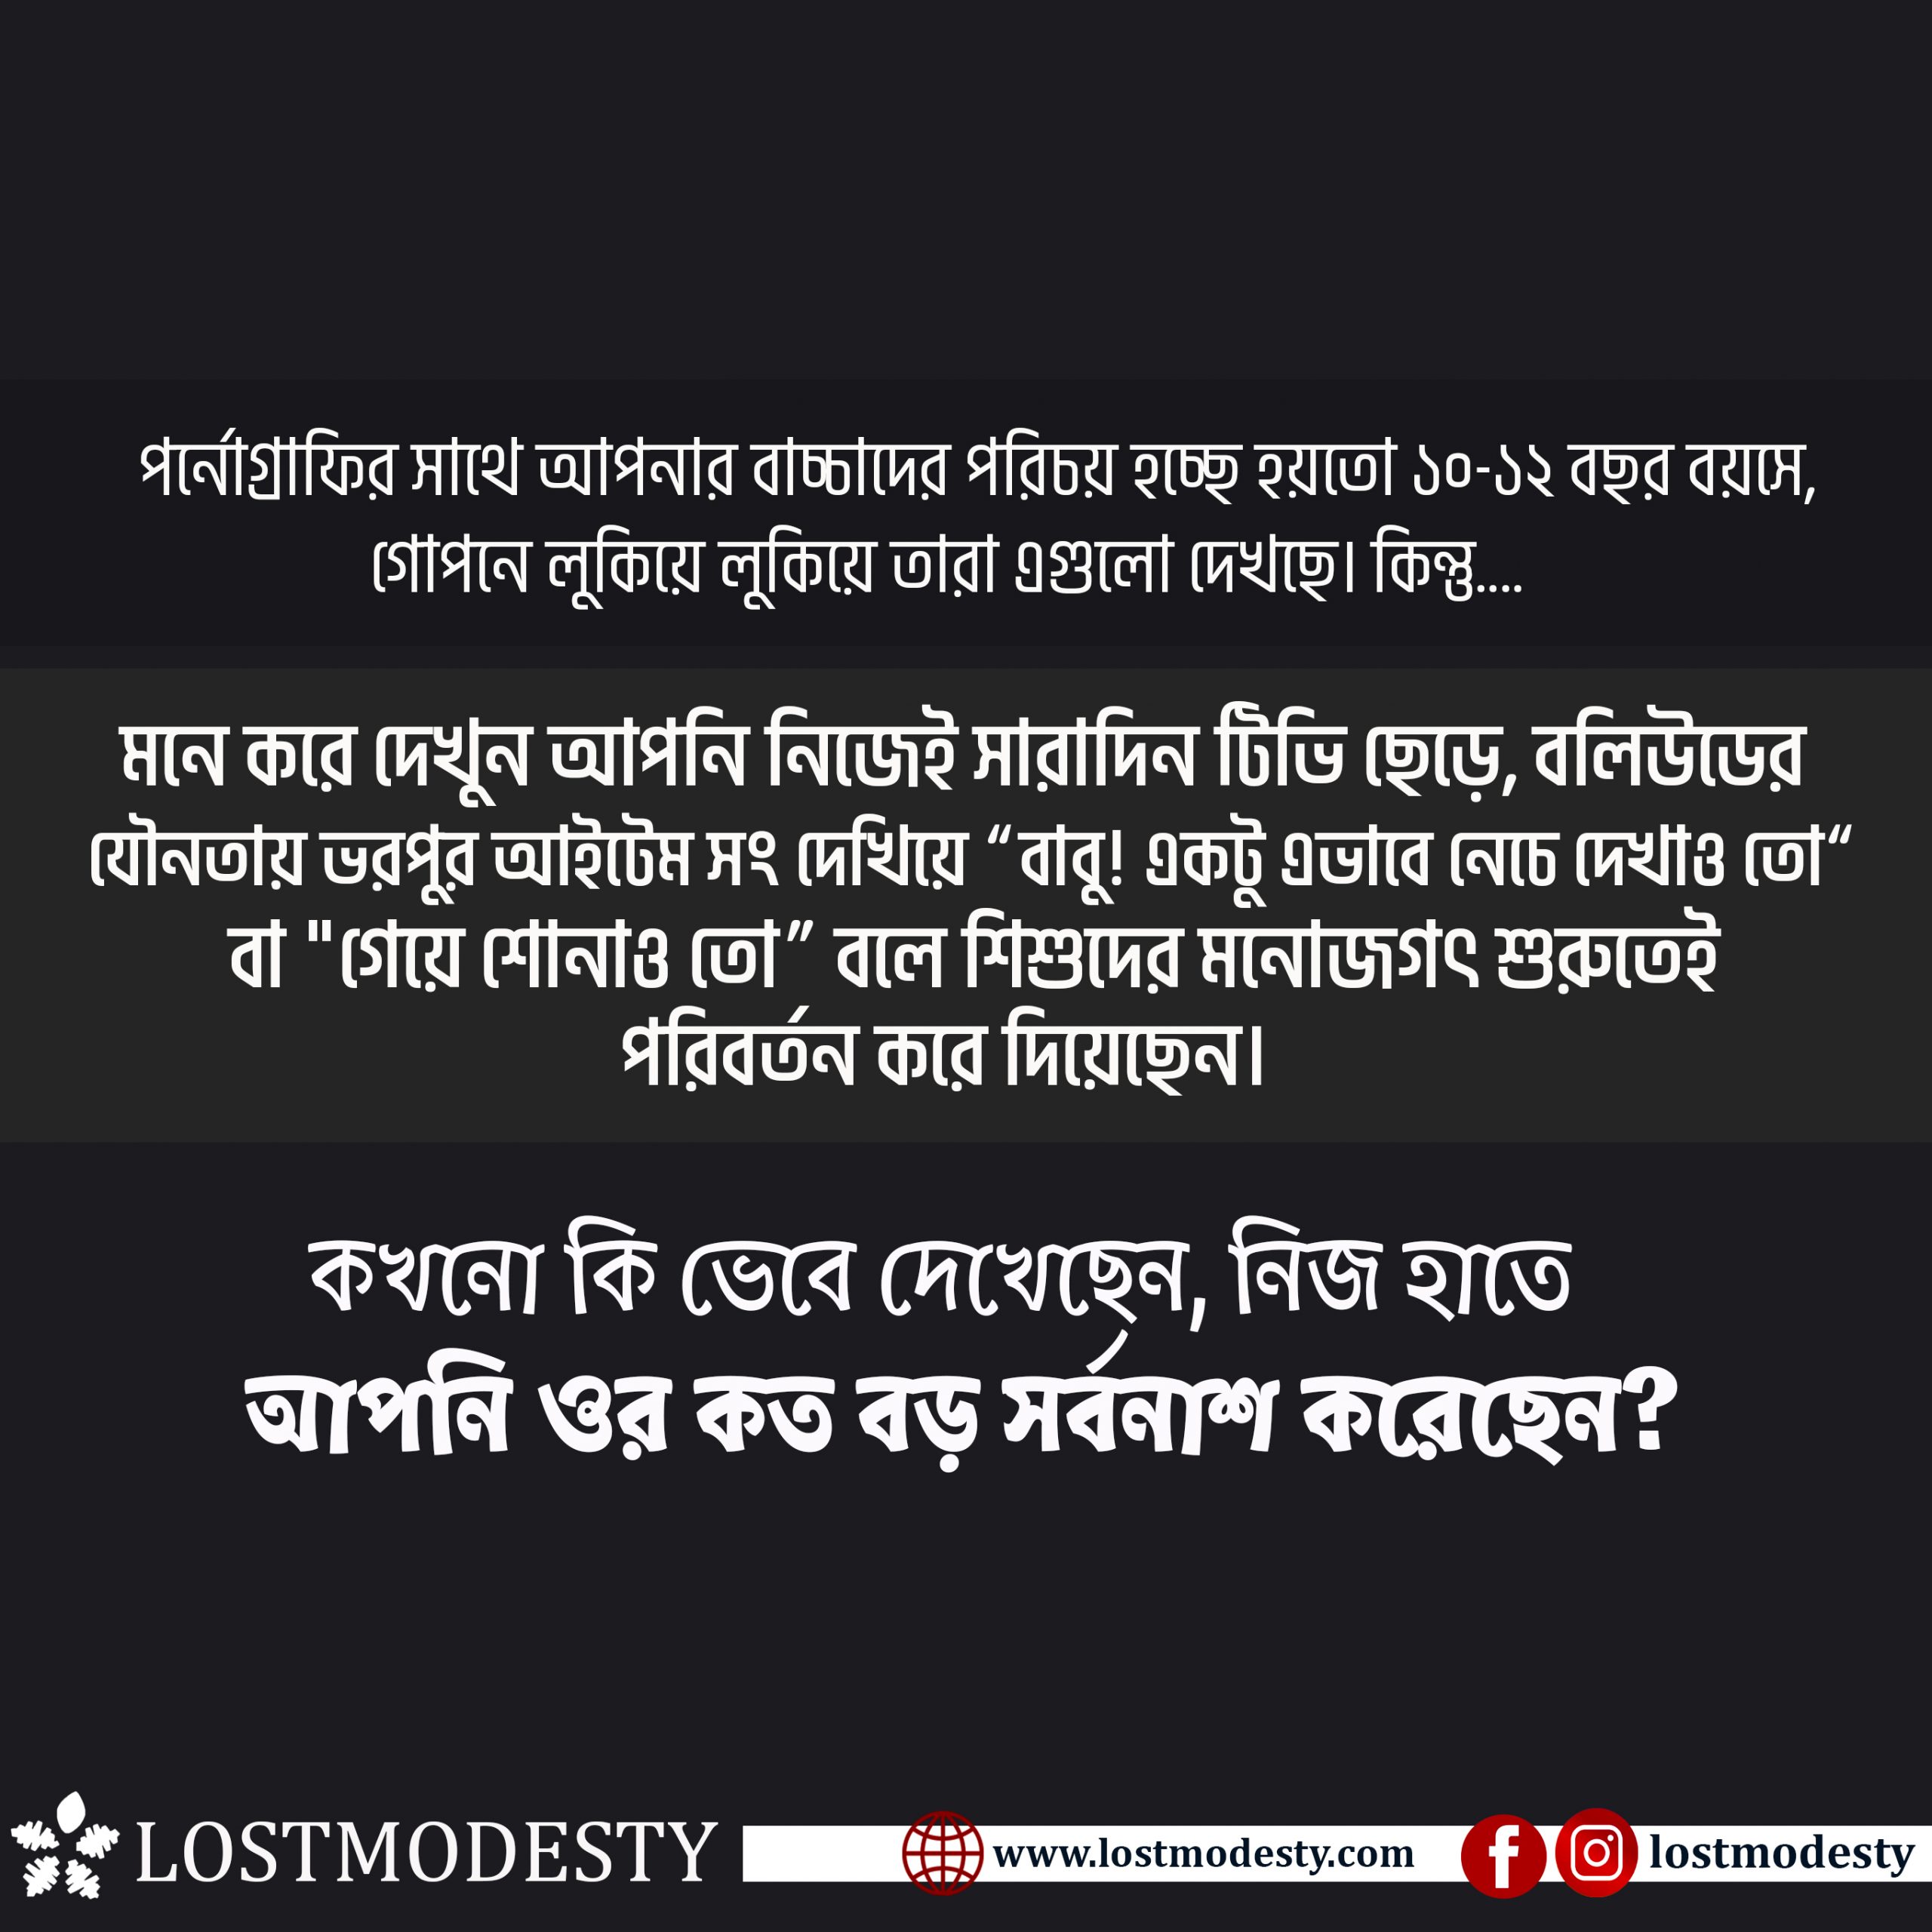 পর্নোগ্রাফির সাথে আপনার বাচ্চাদের পরিচয় হচ্ছে হয়তো ১০-১২ বছর বয়সে,
গোপনে লুকিয়ে লুকিয়ে তারা এগুলো দেখছে। কিন্তু....
মনে করে দেখুন আপনি নিজেই সারাদিন টিভি ছেড়ে, বলিউডের
যৌনতায় ভরপুর আইটেম সং দেখিয়ে “বাবু! একটু এভাবে নেচে দেখাও তো“
বা "গেয়ে শোনাও তো” বলে শিশুদের মনোজগৎ শুরুতেই
পরিবর্তন করে দিয়েছেন।
কখনো কি ভেবে দেখেছেন, নিজ হাতে
আপনি ওর কত বড় সর্বনাশ করেছেন?
LOSTMODESTY www.lostmodesty.com lostmodesty